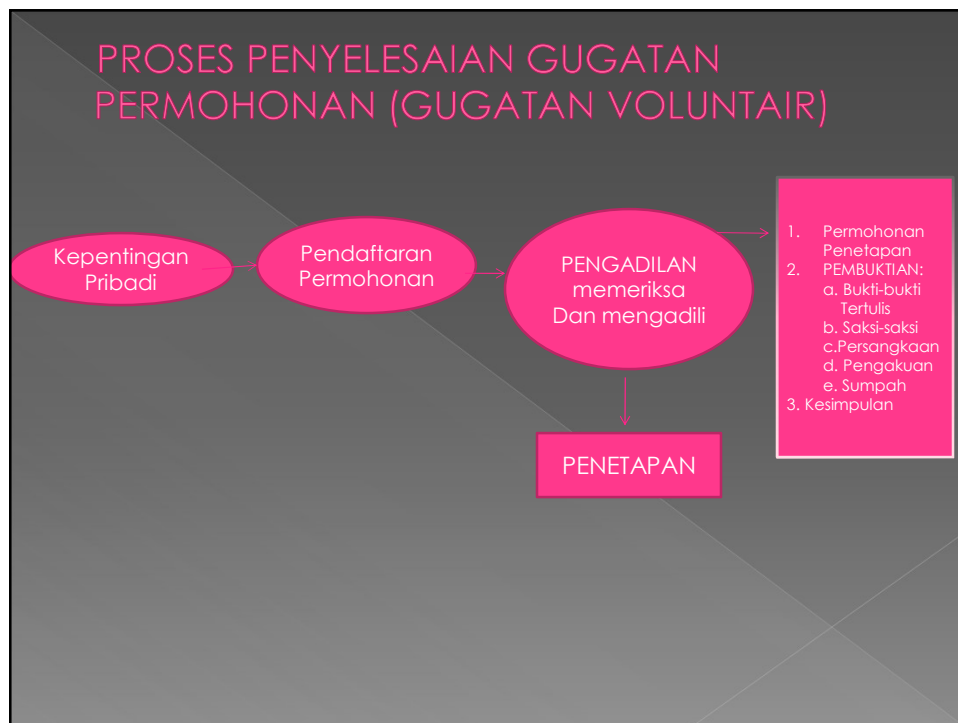 PROSES PENYELESAIAN GUGATAN
PERMOHONAN (GUGATAN VOLUNTAIR)
Kepentingan
Pribadi
Pendaftaran
Permohonan
PENGADILAN
memeriksa
Dan mengadili
1. Permohonan
Penetapan
2. PEMBUKTIAN:
a. Bukti-bukti
Tertulis
b. Saksi-saksi
c.Persangkaan
d. Pengakuan
e. Sumpah
3. Kesimpulan
PENETAPAN